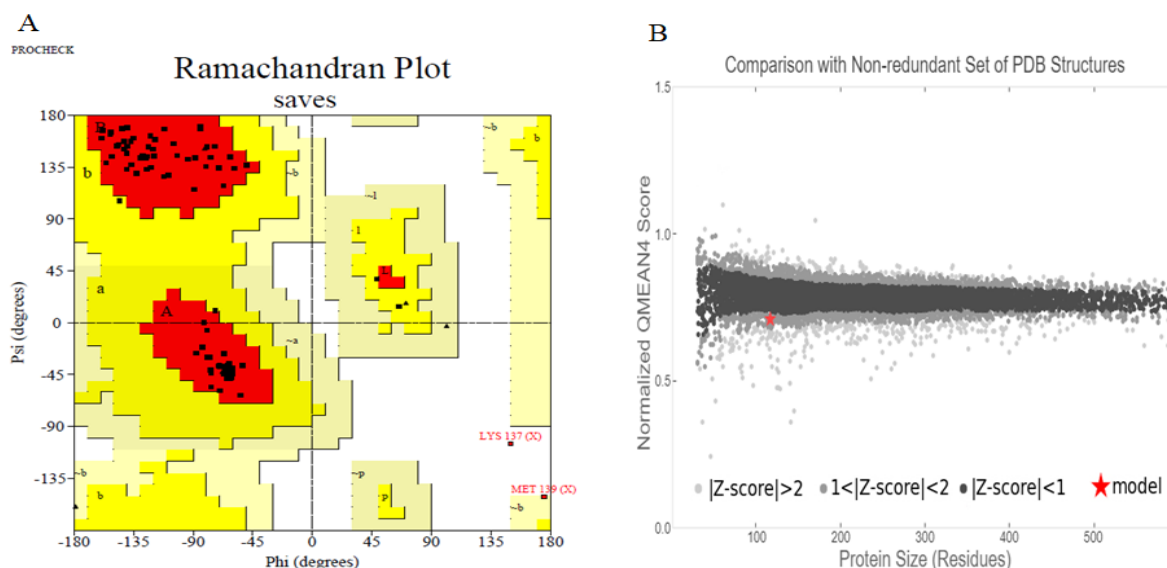 A
PROCHECK
Ramachandran Plot
saves
Psi (degrees)
180
135
90
45
0
-45
-90
-135
B
b
~b
~b
b
~l
l
L
a
A
~a
LYS 137 (X)
MET 139 (X)
~b
b
~p
p
~b
-180
-135
-90
-45
0
45
90
135
180
Phi (degrees)
B
Comparison with Non-redundant Set of PDB Structures
Normalized QMEAN4 Score
1.5
1.0
0.5
0.0
|Z-score|>2
1<|Z-score|<2
|Z-score|<1
model
100
200
300
400
500
Protein Size (Residues)